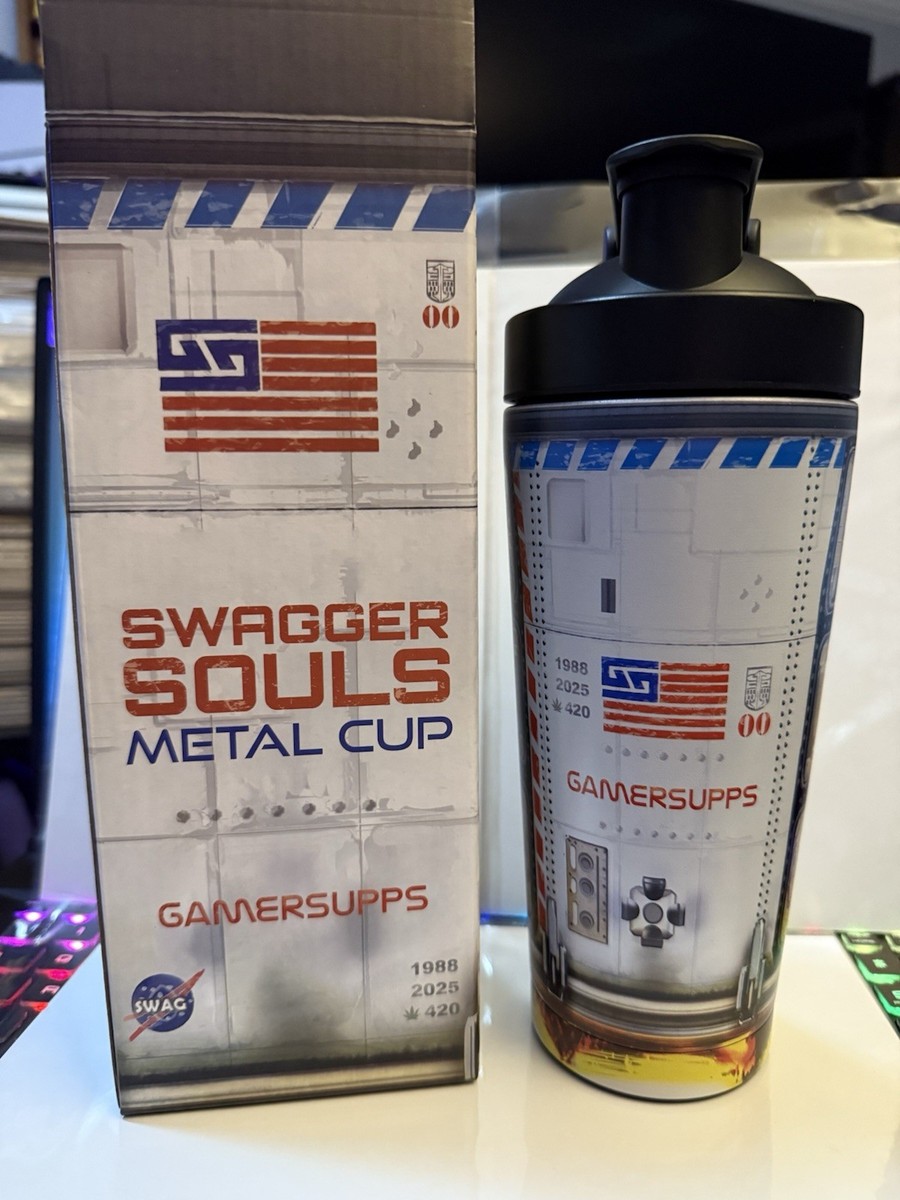 00
SWAGGER
SOULS
METAL CUP
GAMERSUPPS
SWAG
1988
2025
420
1988
2025
420
00
GAMERSUPPS